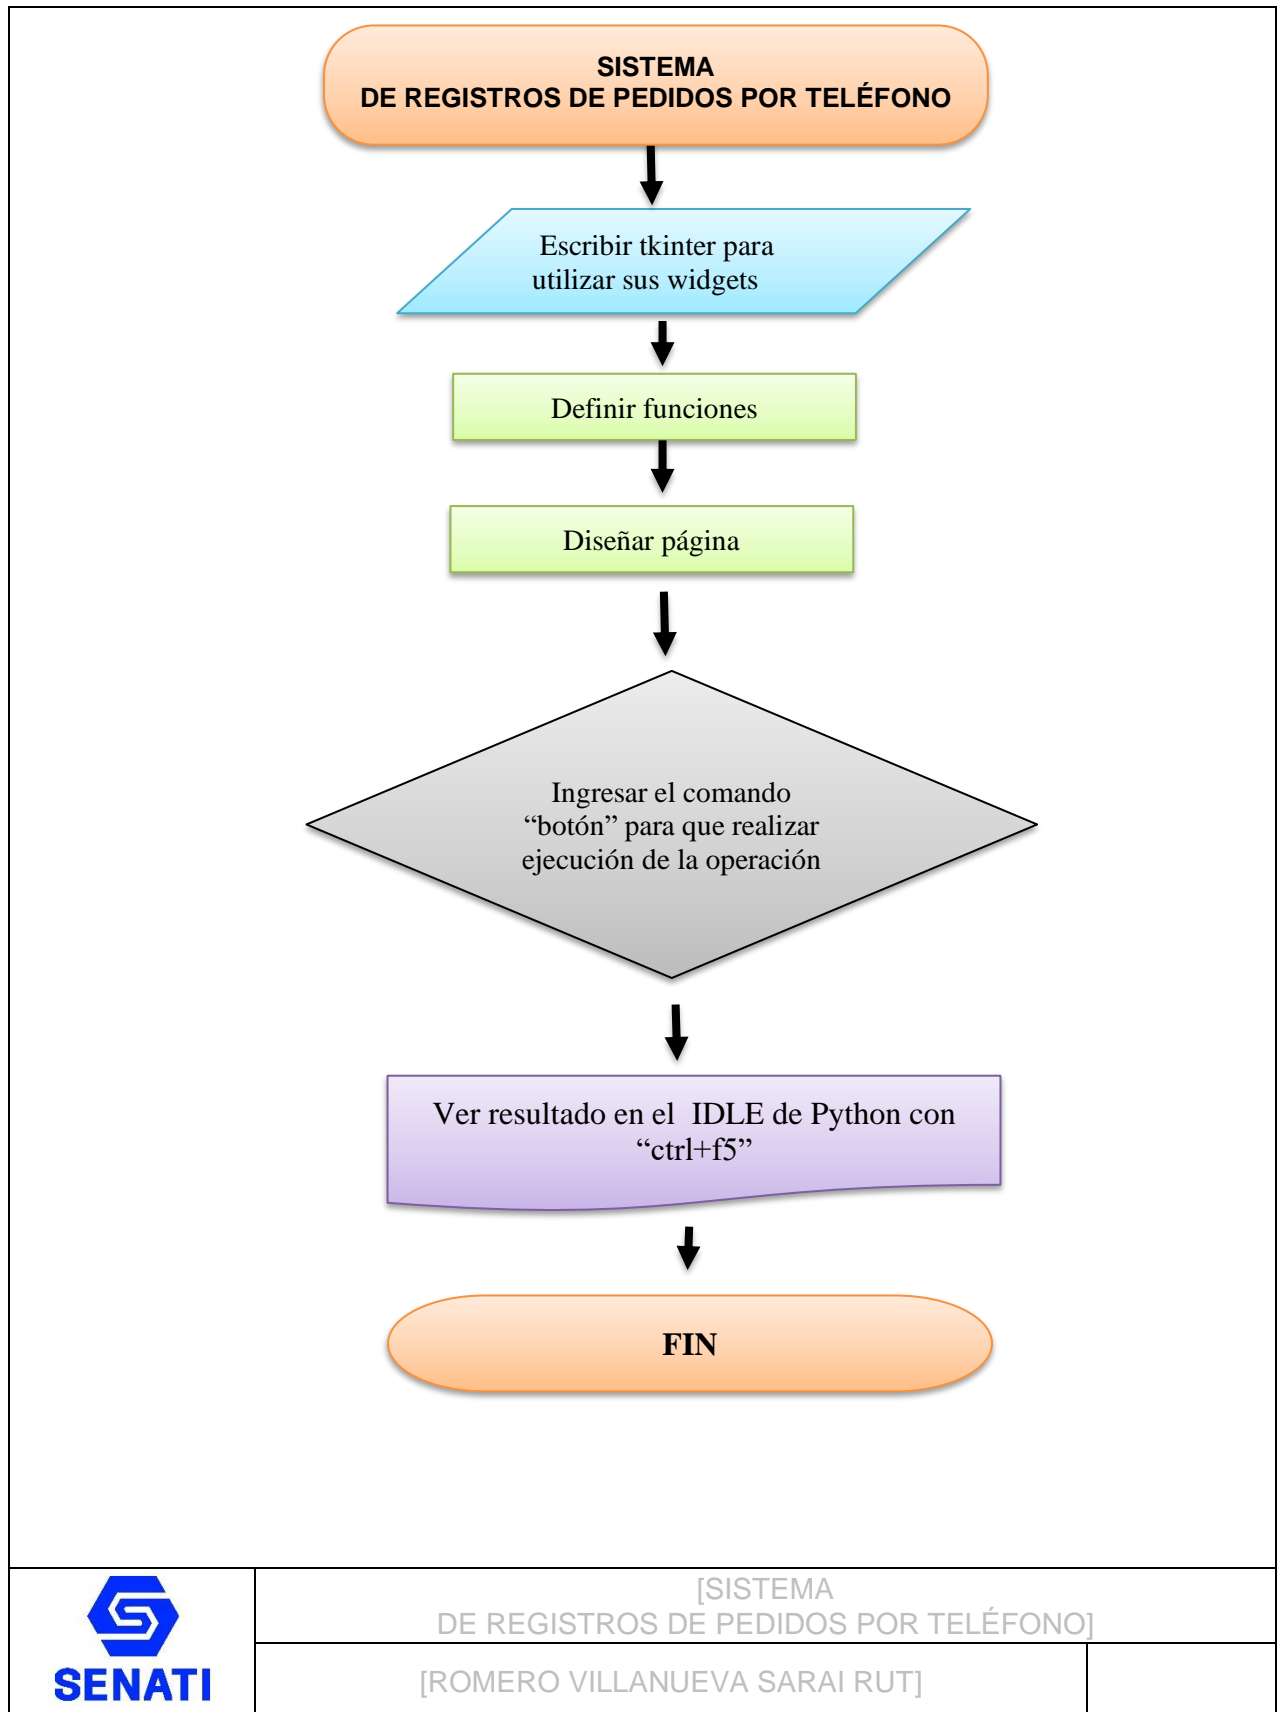 SISTEMA
DE REGISTROS DE PEDIDOS POR TELÉFONO
Escribir tkinter para
utilizar sus widgets
Definir funciones
Diseñar página
Ingresar el comando
“botón” para que realizar
ejecución de la operación
Ver resultado en el IDLE de Python con
“ctrl+f5”
FIN
[SISTEMA
DE REGISTROS DE PEDIDOS POR TELÉFONO]
SENATI
[ROMERO VILLANUEVA SARAI RUT]